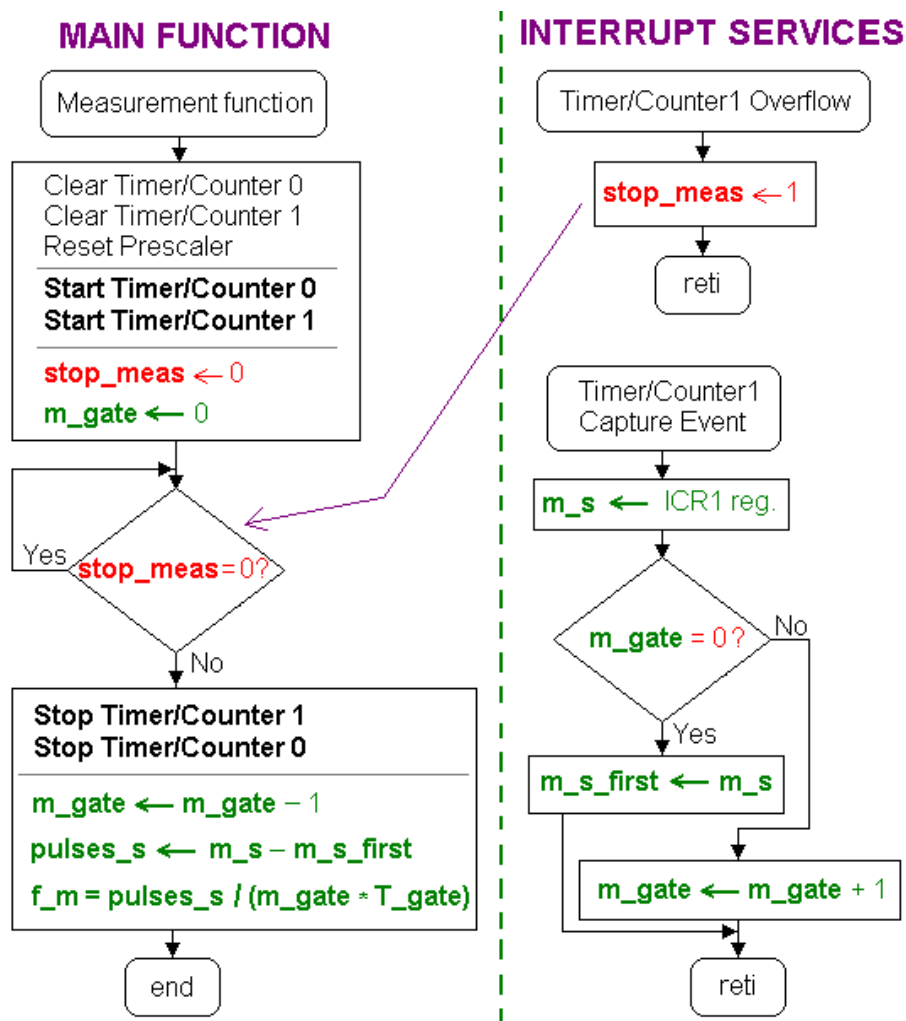 MAIN FUNCTION
Measurement function
Clear Timer/Counter 0
Clear Timer/Counter 1
Reset Prescaler
Start Timer/Counter 0
Start Timer/Counter 1
stop_meas ← 0
m_gate ← 0
Yes
stop_meas = 0?
No
Stop Timer/Counter 1
Stop Timer/Counter 0
m_gate ← m_gate – 1
pulses_s ← m_s – m_s_first
f_m = pulses_s / (m_gate * T_gate)
end
INTERRUPT SERVICES
Timer/Counter1 Overflow
stop_meas ← 1
reti
Timer/Counter1
Capture Event
m_s ← ICR1 reg.
m_gate = 0?
No
Yes
m_s_first ← m_s
m_gate ← m_gate + 1
reti